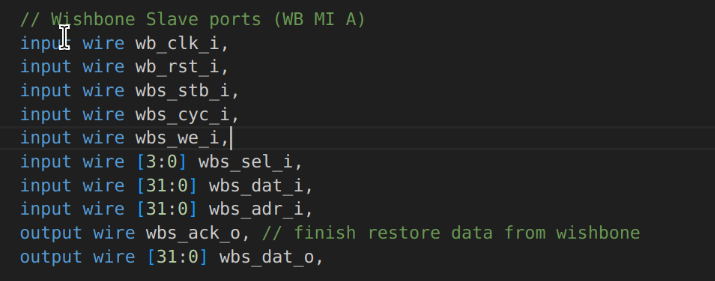 // Wishbone Slave ports (WB MI A)
input wire wb_clk_i,
input wire wb_rst_i,
input wire wbs_stb_i,
input wire wbs_cyc_i,
input wire wbs_we_i,
input wire [3:0] wbs_sel_i,
input wire [31:0] wbs_dat_i,
input wire [31:0] wbs_adr_i,
output wire wbs_ack_o, // finish restore data from wishbone
output wire [31:0] wbs_dat_o,